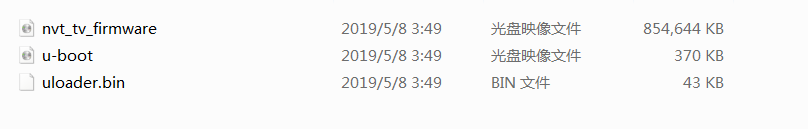 nvt_tv_firmware 2019/5/8 3:49 光盘映像文件 854,644 KB
u-boot 2019/5/8 3:49 光盘映像文件 370 KB
uloader.bin 2019/5/8 3:49 BIN 文件 43 KB